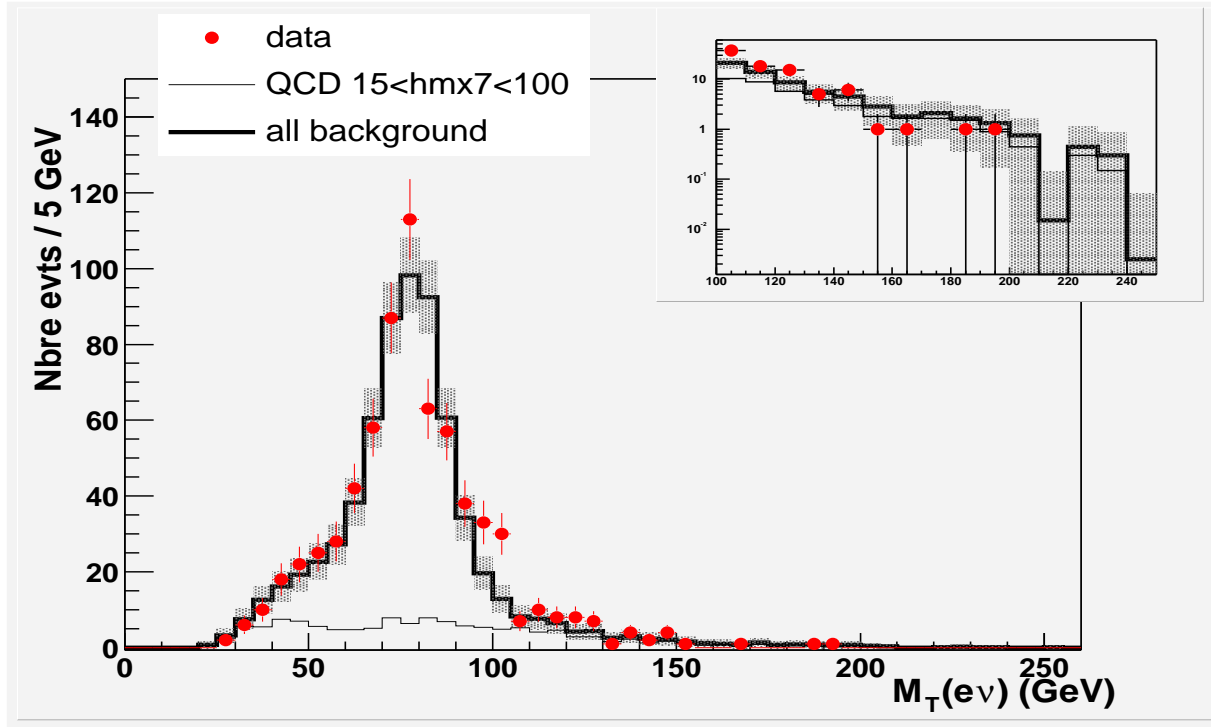 data
QCD 15<hmx7<100
all background
Nbre evts / 5 GeV
140
120
100
80
60
40
20
0
0 50 100 150 200 250
M_T(eν) (GeV)
10
1
10^-1
10^-2
100 120 140 160 180 200 220 240